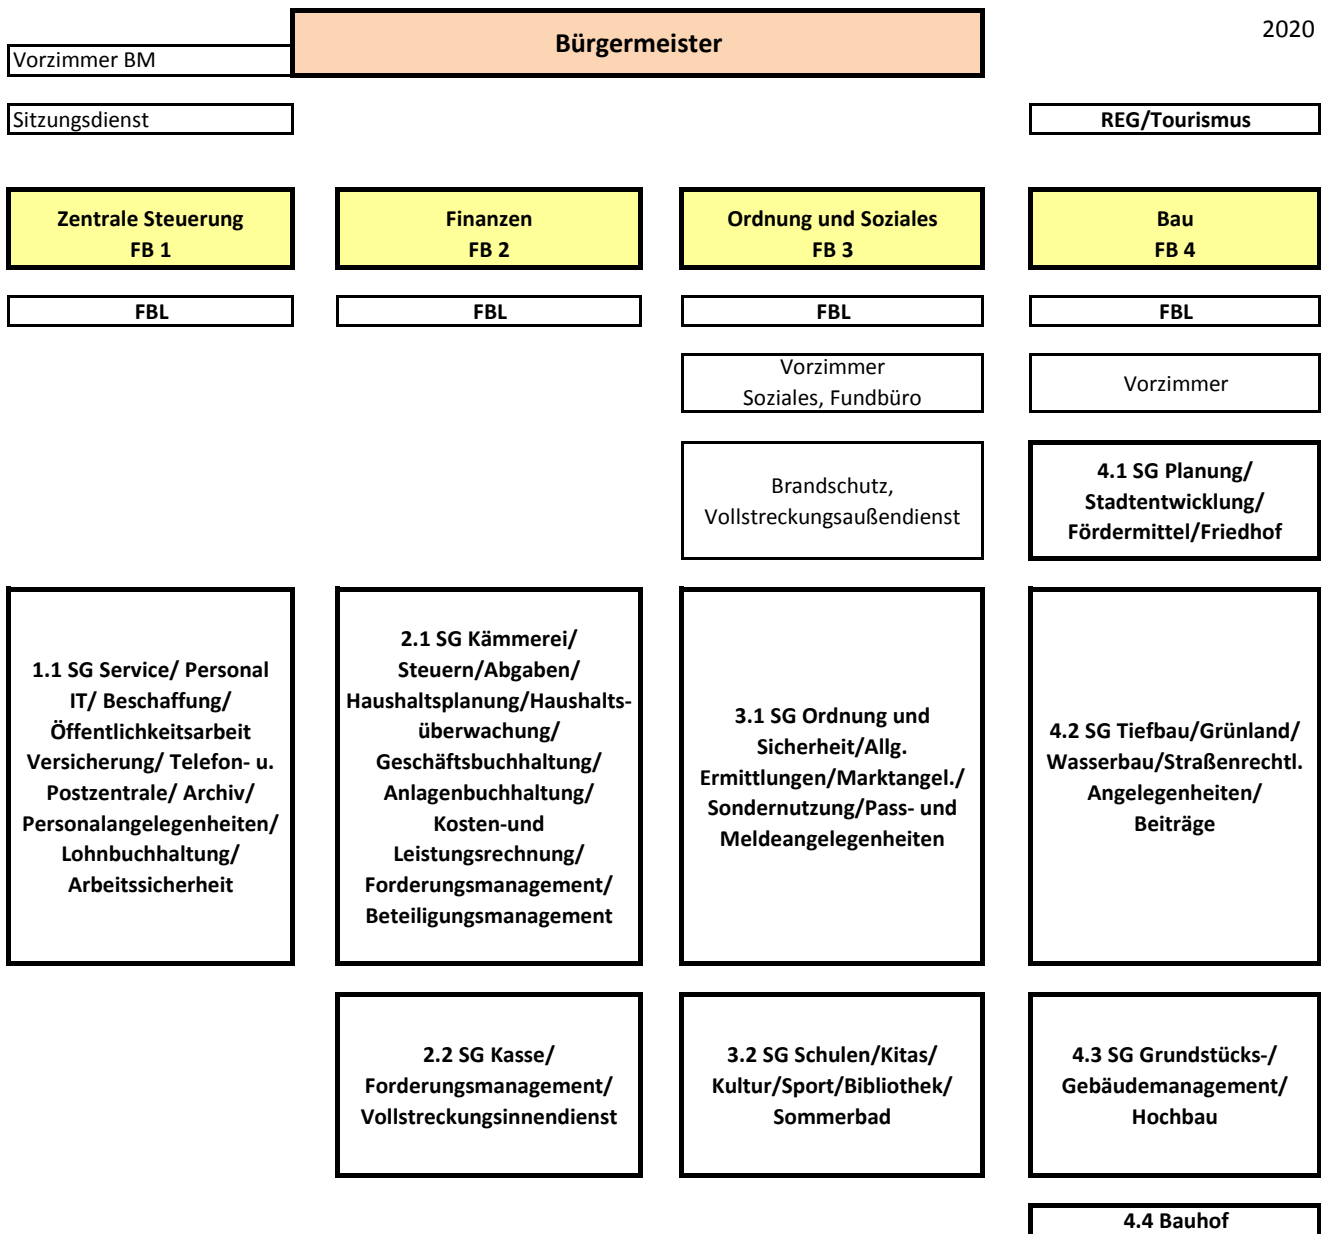 2020
Bürgermeister
Vorzimmer BM
Sitzungsdienst
REG/Tourismus
Zentrale Steuerung
FB 1
Finanzen
FB 2
Ordnung und Soziales
FB 3
Bau
FB 4
FBL
FBL
FBL
FBL
Vorzimmer
Soziales, Fundbüro
Vorzimmer
Brandschutz,
Vollstreckungsaußendienst
4.1 SG Planung/
Stadtentwicklung/
Fördermittel/Friedhof
1.1 SG Service/ Personal
IT/ Beschaffung/
Öffentlichkeitsarbeit
Versicherung/ Telefon- u.
Postzentrale/ Archiv/
Personalangelegenheiten/
Lohnbuchhaltung/
Arbeitssicherheit
2.1 SG Kämmerei/
Steuern/Abgaben/
Haushaltsplanung/Haushalts-
überwachung/
Geschäftsbuchhaltung/
Anlagenbuchhaltung/
Kosten-und
Leistungsrechnung/
Forderungsmanagement/
Beteiligungsmanagement
3.1 SG Ordnung und
Sicherheit/Allg.
Ermittlungen/Marktangel./
Sondernutzung/Pass- und
Meldeangelegenheiten
4.2 SG Tiefbau/Grünland/
Wasserbau/Straßenrechtl.
Angelegenheiten/
Beiträge
2.2 SG Kasse/
Forderungsmanagement/
Vollstreckungsinnendienst
3.2 SG Schulen/Kitas/
Kultur/Sport/Bibliothek/
Sommerbad
4.3 SG Grundstücks-/
Gebäudemanagement/
Hochbau
4.4 Bauhof